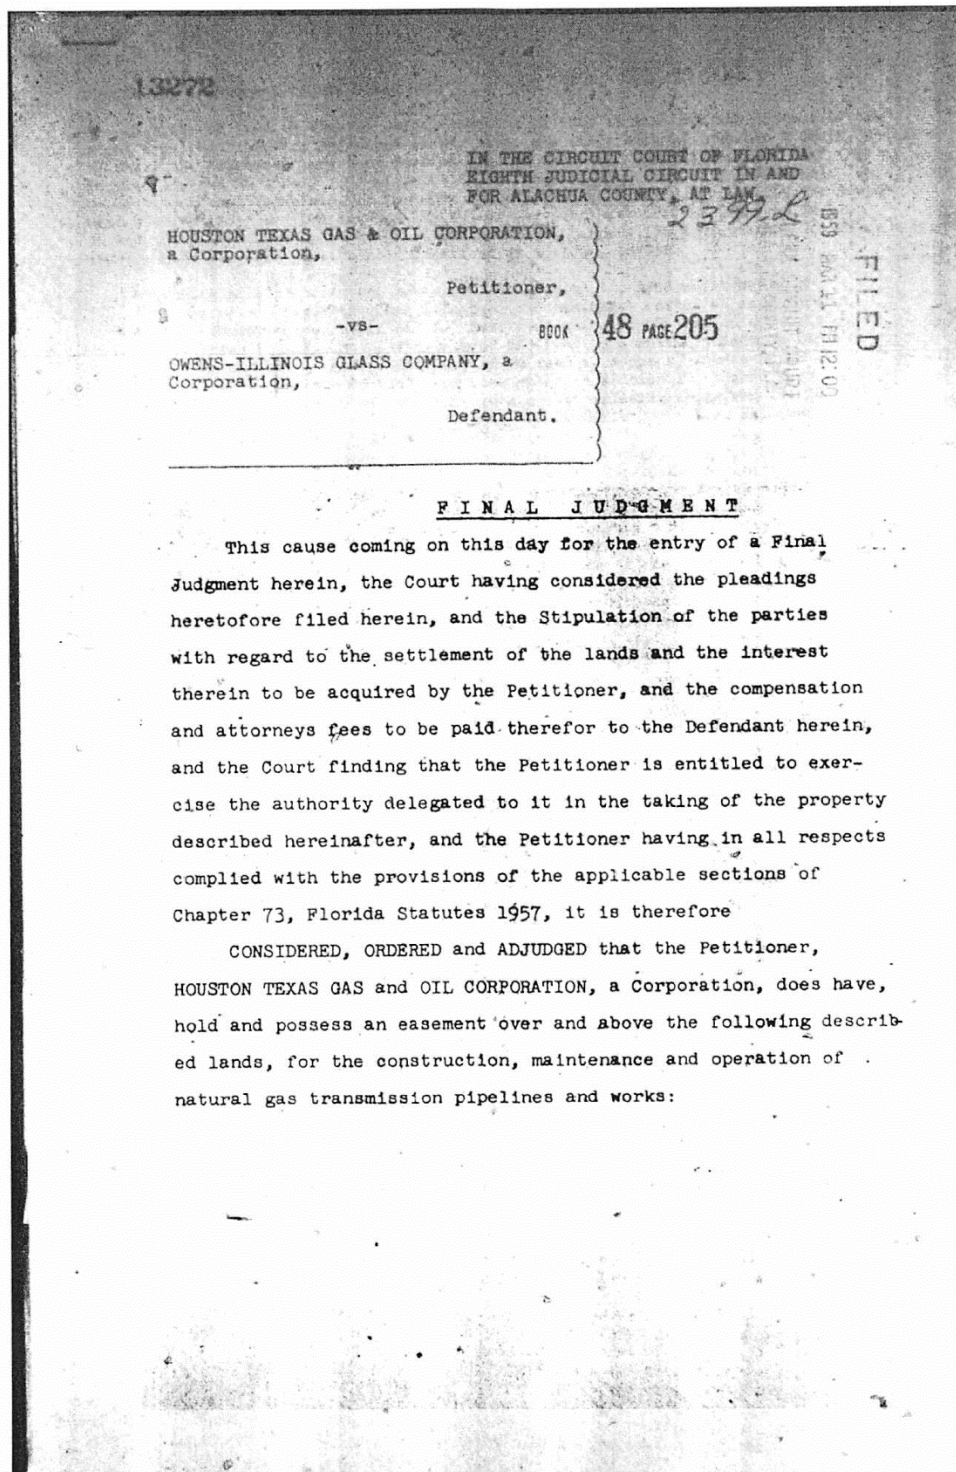 13272
IN THE CIRCUIT COURT OF FLORIDA
EIGHTH JUDICIAL CIRCUIT IN AND
FOR ALACHUA COUNTY, AT LAW.
2399-L
HOUSTON TEXAS GAS & OIL CORPORATION,
a Corporation,
Petitioner,
-vs-
BOOK 48 PAGE 205
OWENS-ILLINOIS GLASS COMPANY, a
Corporation,
Defendant.
FILED
12:00
FINAL JUDGMENT
This cause coming on this day for the entry of a Final
Judgment herein, the Court having considered the pleadings
heretofore filed herein, and the Stipulation of the parties
with regard to the settlement of the lands and the interest
therein to be acquired by the Petitioner, and the compensation
and attorneys fees to be paid therefor to the Defendant herein,
and the Court finding that the Petitioner is entitled to exer-
cise the authority delegated to it in the taking of the property
described hereinafter, and the Petitioner having in all respects
complied with the provisions of the applicable sections of
Chapter 73, Florida Statutes 1957, it is therefore
CONSIDERED, ORDERED and ADJUDGED that the Petitioner,
HOUSTON TEXAS GAS and OIL CORPORATION, a Corporation, does have,
hold and possess an easement over and above the following describ-
ed lands, for the construction, maintenance and operation of
natural gas transmission pipelines and works: